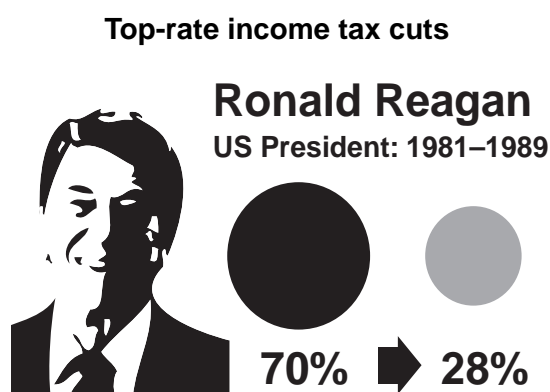 Top-rate income tax cuts
Ronald Reagan
US President: 1981–1989
70% 28%